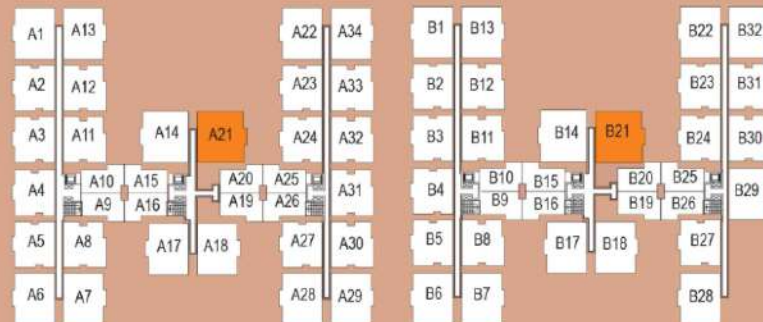 A1 A13 A22 A34 B1 B13 B22 B32
A2 A12 A23 A33 B2 B12 B23 B31
A3 A11 A14 A21 A24 A32 B3 B11 B14 B21 B24 B30
A10 A15 A20 A25 B10 B15 B20 B25
A4 A31 B4 B29
A9 A16 A19 A26 B9 B16 B19 B26
A5 A8 A17 A18 A27 A30 B5 B8 B17 B18 B27
A6 A7 A28 A29 B6 B7 B28